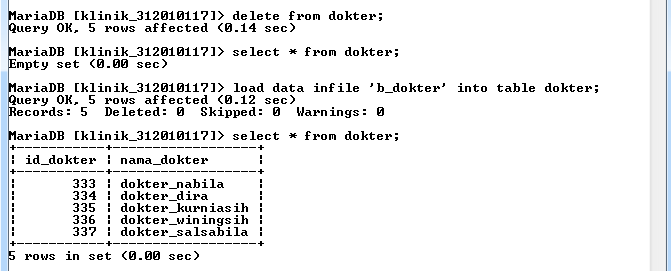 MariaDB [klinik_312010117]> delete from dokter;
Query OK, 5 rows affected (0.14 sec)
MariaDB [klinik_312010117]> select * from dokter;
Empty set (0.00 sec)
MariaDB [klinik_312010117]> load data infile 'b_dokter' into table dokter;
Query OK, 5 rows affected (0.12 sec)
Records: 5  Deleted: 0  Skipped: 0  Warnings: 0
MariaDB [klinik_312010117]> select * from dokter;
+-----------+------------------+
| id_dokter | nama_dokter      |
+-----------+------------------+
|       333 | dokter_nabila    |
|       334 | dokter_dira      |
|       335 | dokter_kurniasih |
|       336 | dokter_winingsih |
|       337 | dokter_salsabila |
+-----------+------------------+
5 rows in set (0.00 sec)